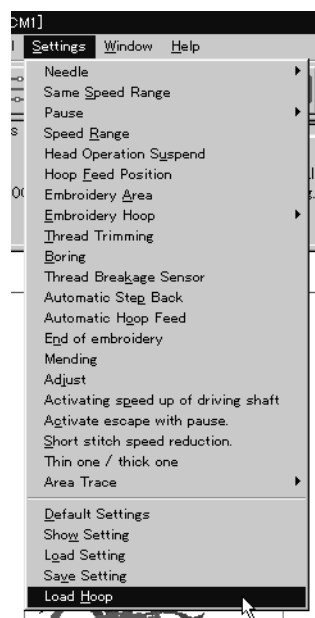 CM1]
Settings Window Help
Needle
Same Speed Range
Pause
Speed Range
Head Operation Suspend
Hoop Feed Position
Embroidery Area
Embroidery Hoop
Thread Trimming
Boring
Thread Breakage Sensor
Automatic Step Back
Automatic Hoop Feed
End of embroidery
Mending
Adjust
Activating speed up of driving shaft
Activate escape with pause.
Short stitch speed reduction.
Thin one / thick one
Area Trace
Default Settings
Show Setting
Load Setting
Save Setting
Load Hoop